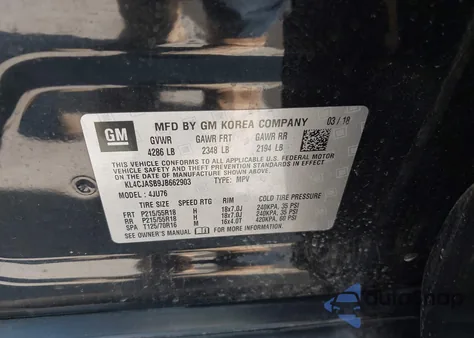 GM
MFD BY GM KOREA COMPANY 03/18
GVWR GAWR FRT GAWR RR
4286 LB 2348 LB 2194 LB
THIS VEHICLE CONFORMS TO ALL APPLICABLE U.S. FEDERAL MOTOR VEHICLE
SAFETY AND THEFT PREVENTION STANDARDS IN EFFECT ON THE DATE OF MANUFACTURE SHOWN ABOVE.
KL4CJASB9JB662903 TYPE: MPV
MODEL: 4JU76
TIRE SIZE SPEED RTG RIM COLD TIRE PRESSURE
FRT P215/55R18 H 18x7.0J 240KPA, 35 PSI
RR P215/55R18 H 18x7.0J 240KPA, 35 PSI
SPA T125/70R16 M 16x4.0T 420KPA, 60 PSI
SEE OWNER'S MANUAL FOR MORE INFORMATION.
autosnap